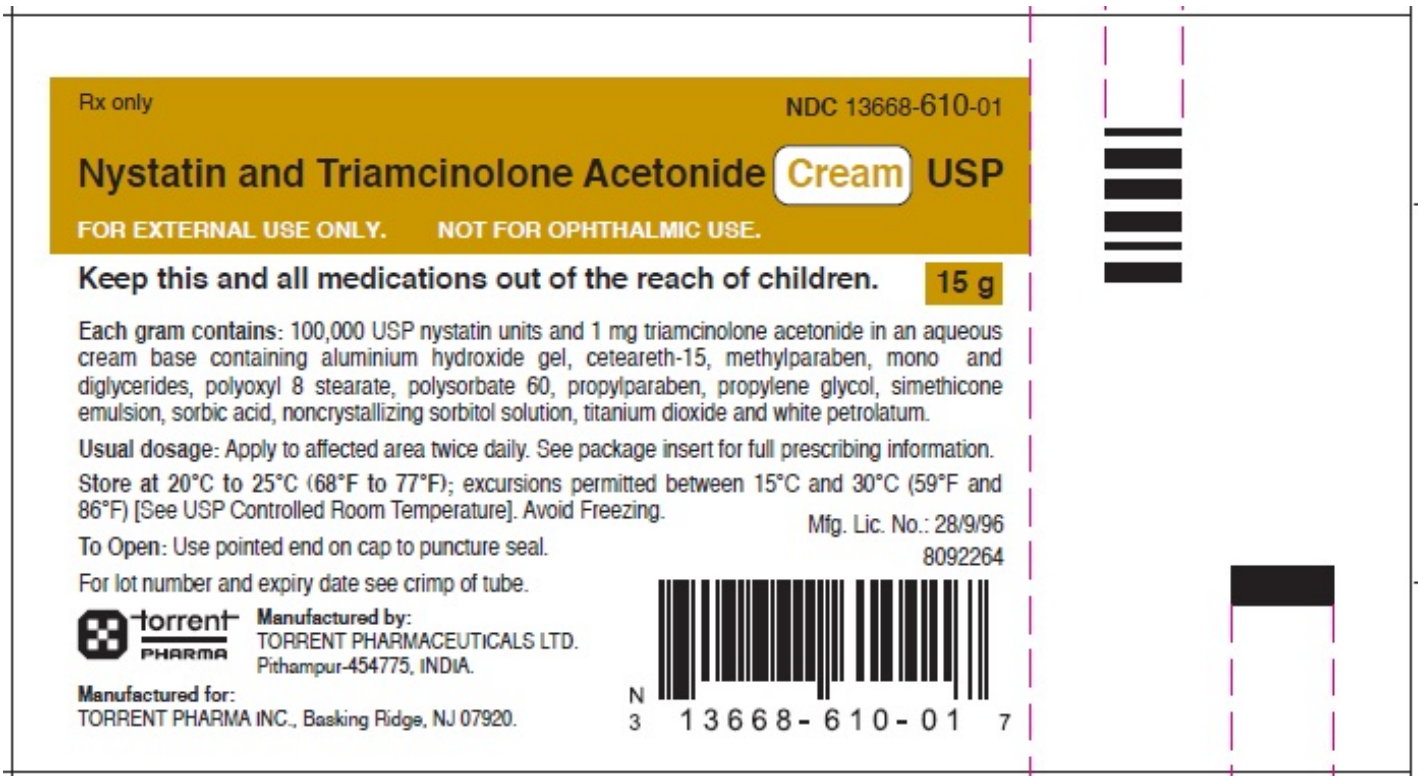 Rx only
NDC 13668-610-01
Nystatin and Triamcinolone Acetonide Cream USP
FOR EXTERNAL USE ONLY. NOT FOR OPHTHALMIC USE.
Keep this and all medications out of the reach of children.
15 g
Each gram contains: 100,000 USP nystatin units and 1 mg triamcinolone acetonide in an aqueous
cream base containing aluminium hydroxide gel, ceteareth-15, methylparaben, mono and
diglycerides, polyoxyl 8 stearate, polysorbate 60, propylparaben, propylene glycol, simethicone
emulsion, sorbic acid, noncrystallizing sorbitol solution, titanium dioxide and white petrolatum.
Usual dosage: Apply to affected area twice daily. See package insert for full prescribing information.
Store at 20°C to 25°C (68°F to 77°F); excursions permitted between 15°C and 30°C (59°F and
86°F) [See USP Controlled Room Temperature]. Avoid Freezing.
Mfg. Lic. No.: 28/9/96
To Open: Use pointed end on cap to puncture seal.
8092264
For lot number and expiry date see crimp of tube.
torrent
PHARMA
Manufactured by:
TORRENT PHARMACEUTICALS LTD.
Pithampur-454775, INDIA.
Manufactured for:
TORRENT PHARMA INC., Basking Ridge, NJ 07920.
N
3 13668-610-01 7